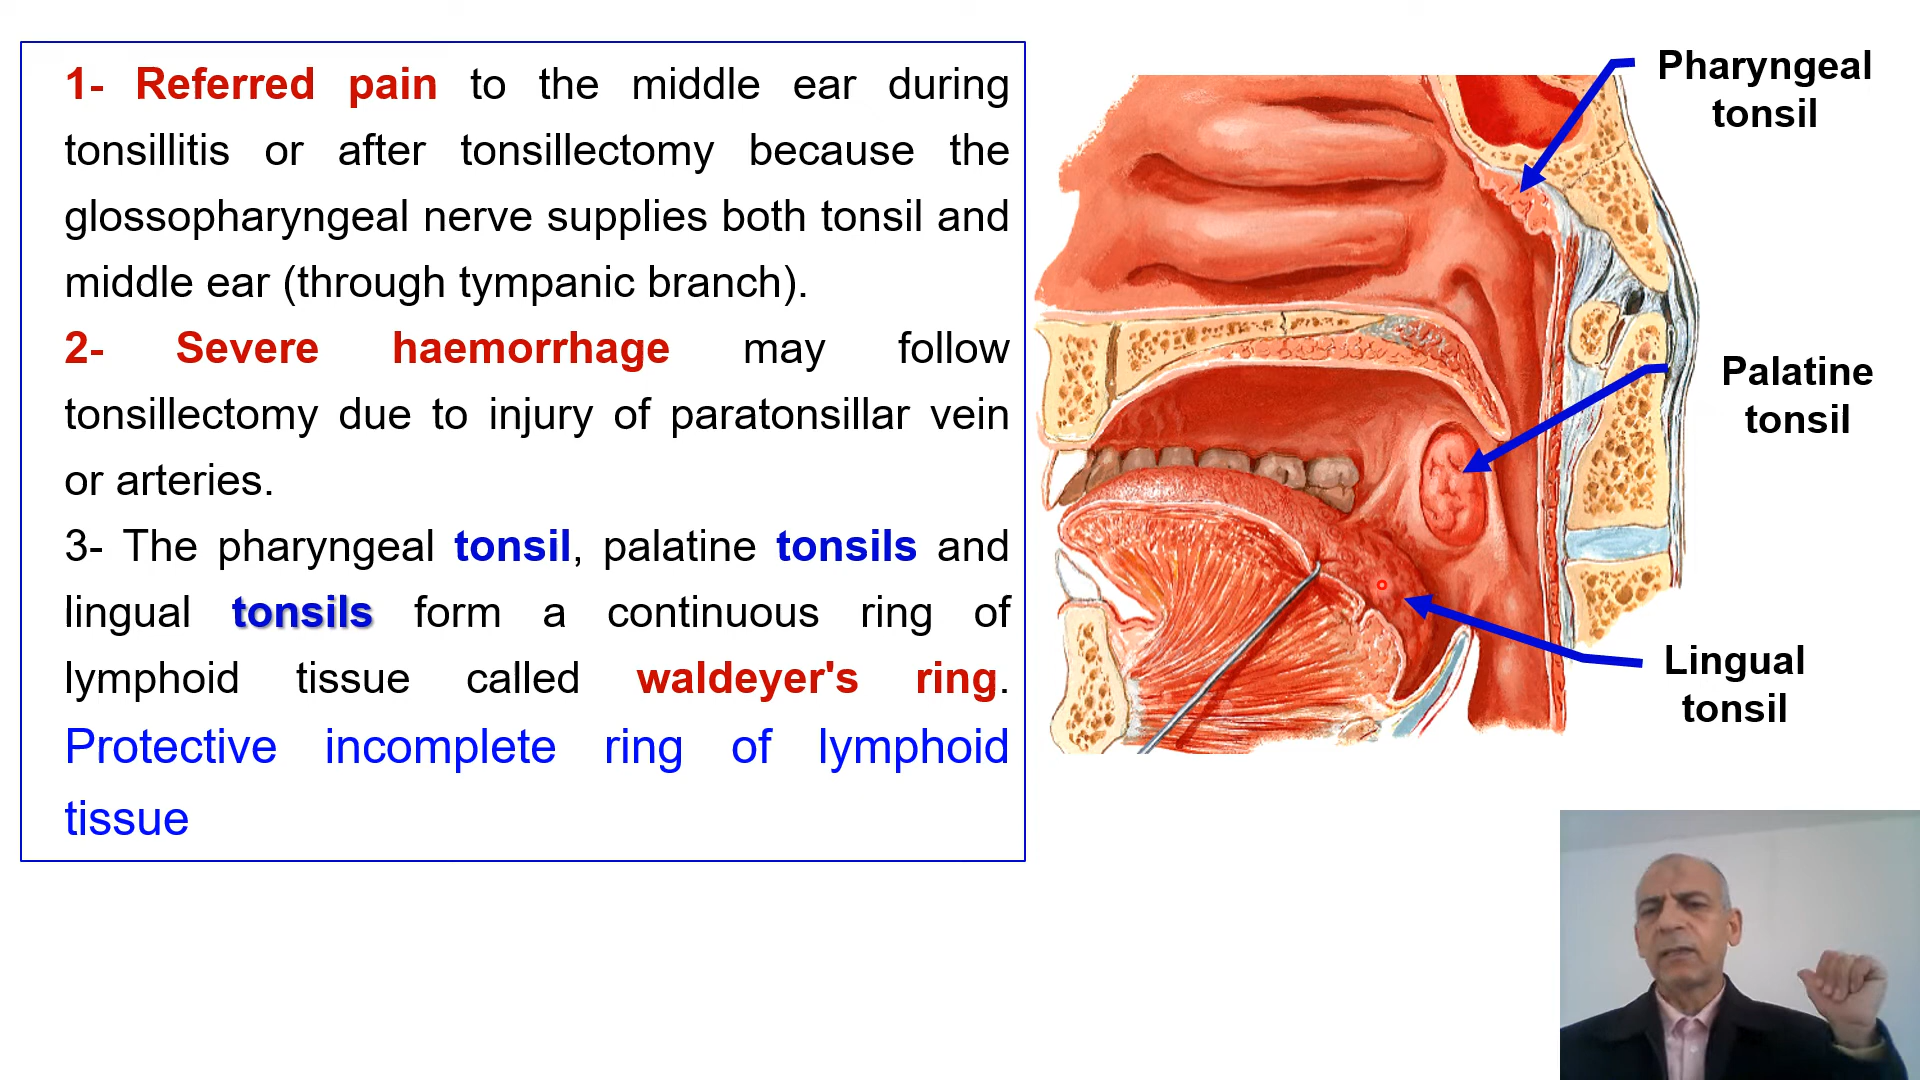 1- Referred pain to the middle ear during
tonsillitis or after tonsillectomy because the
glossopharyngeal nerve supplies both tonsil and
middle ear (through tympanic branch).
2- Severe haemorrhage may follow
tonsillectomy due to injury of paratonsillar vein
or arteries.
3- The pharyngeal tonsil, palatine tonsils and
lingual tonsils form a continuous ring of
lymphoid tissue called waldeyer's ring.
Protective incomplete ring of lymphoid
tissue
Pharyngeal
tonsil
Palatine
tonsil
Lingual
tonsil